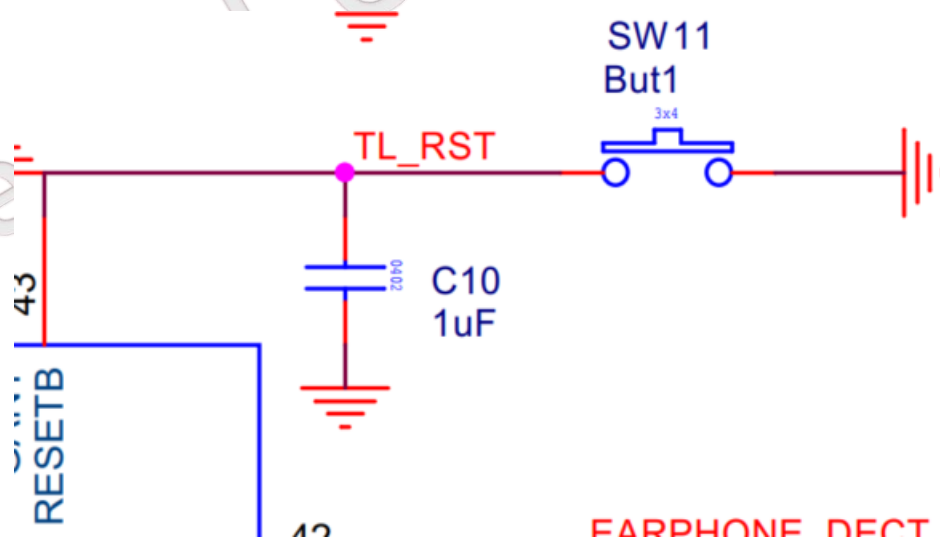 SW11
But1
3x4
TL_RST
0402
C10
1uF
43
RESETB